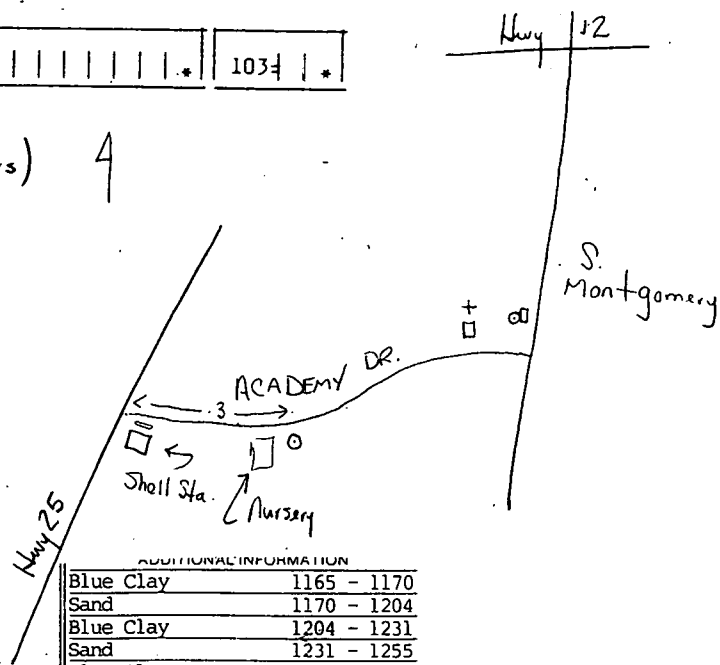 Hwy 12
103
s) 4
S.
Montgomery
ACADEMY DR.
.3
Shell Sta.
Nursery
Hwy 25
ADDITIONAL INFORMATION
Blue Clay 1165 - 1170
Sand 1170 - 1204
Blue Clay 1204 - 1231
Sand 1231 - 1255